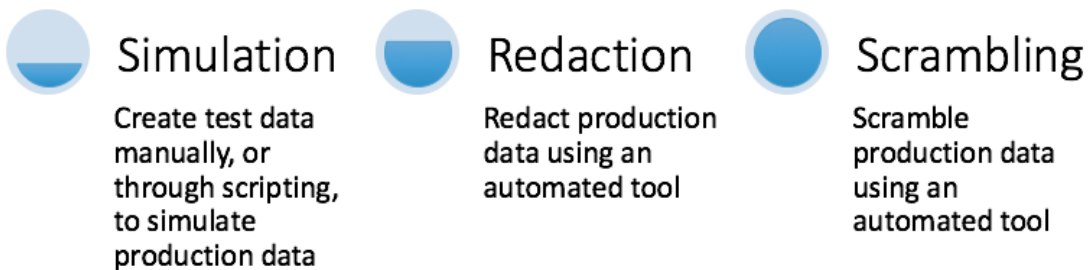 Simulation
Create test data
manually, or
through scripting,
to simulate
production data
Redaction
Redact production
data using an
automated tool
Scrambling
Scramble
production data
using an
automated tool